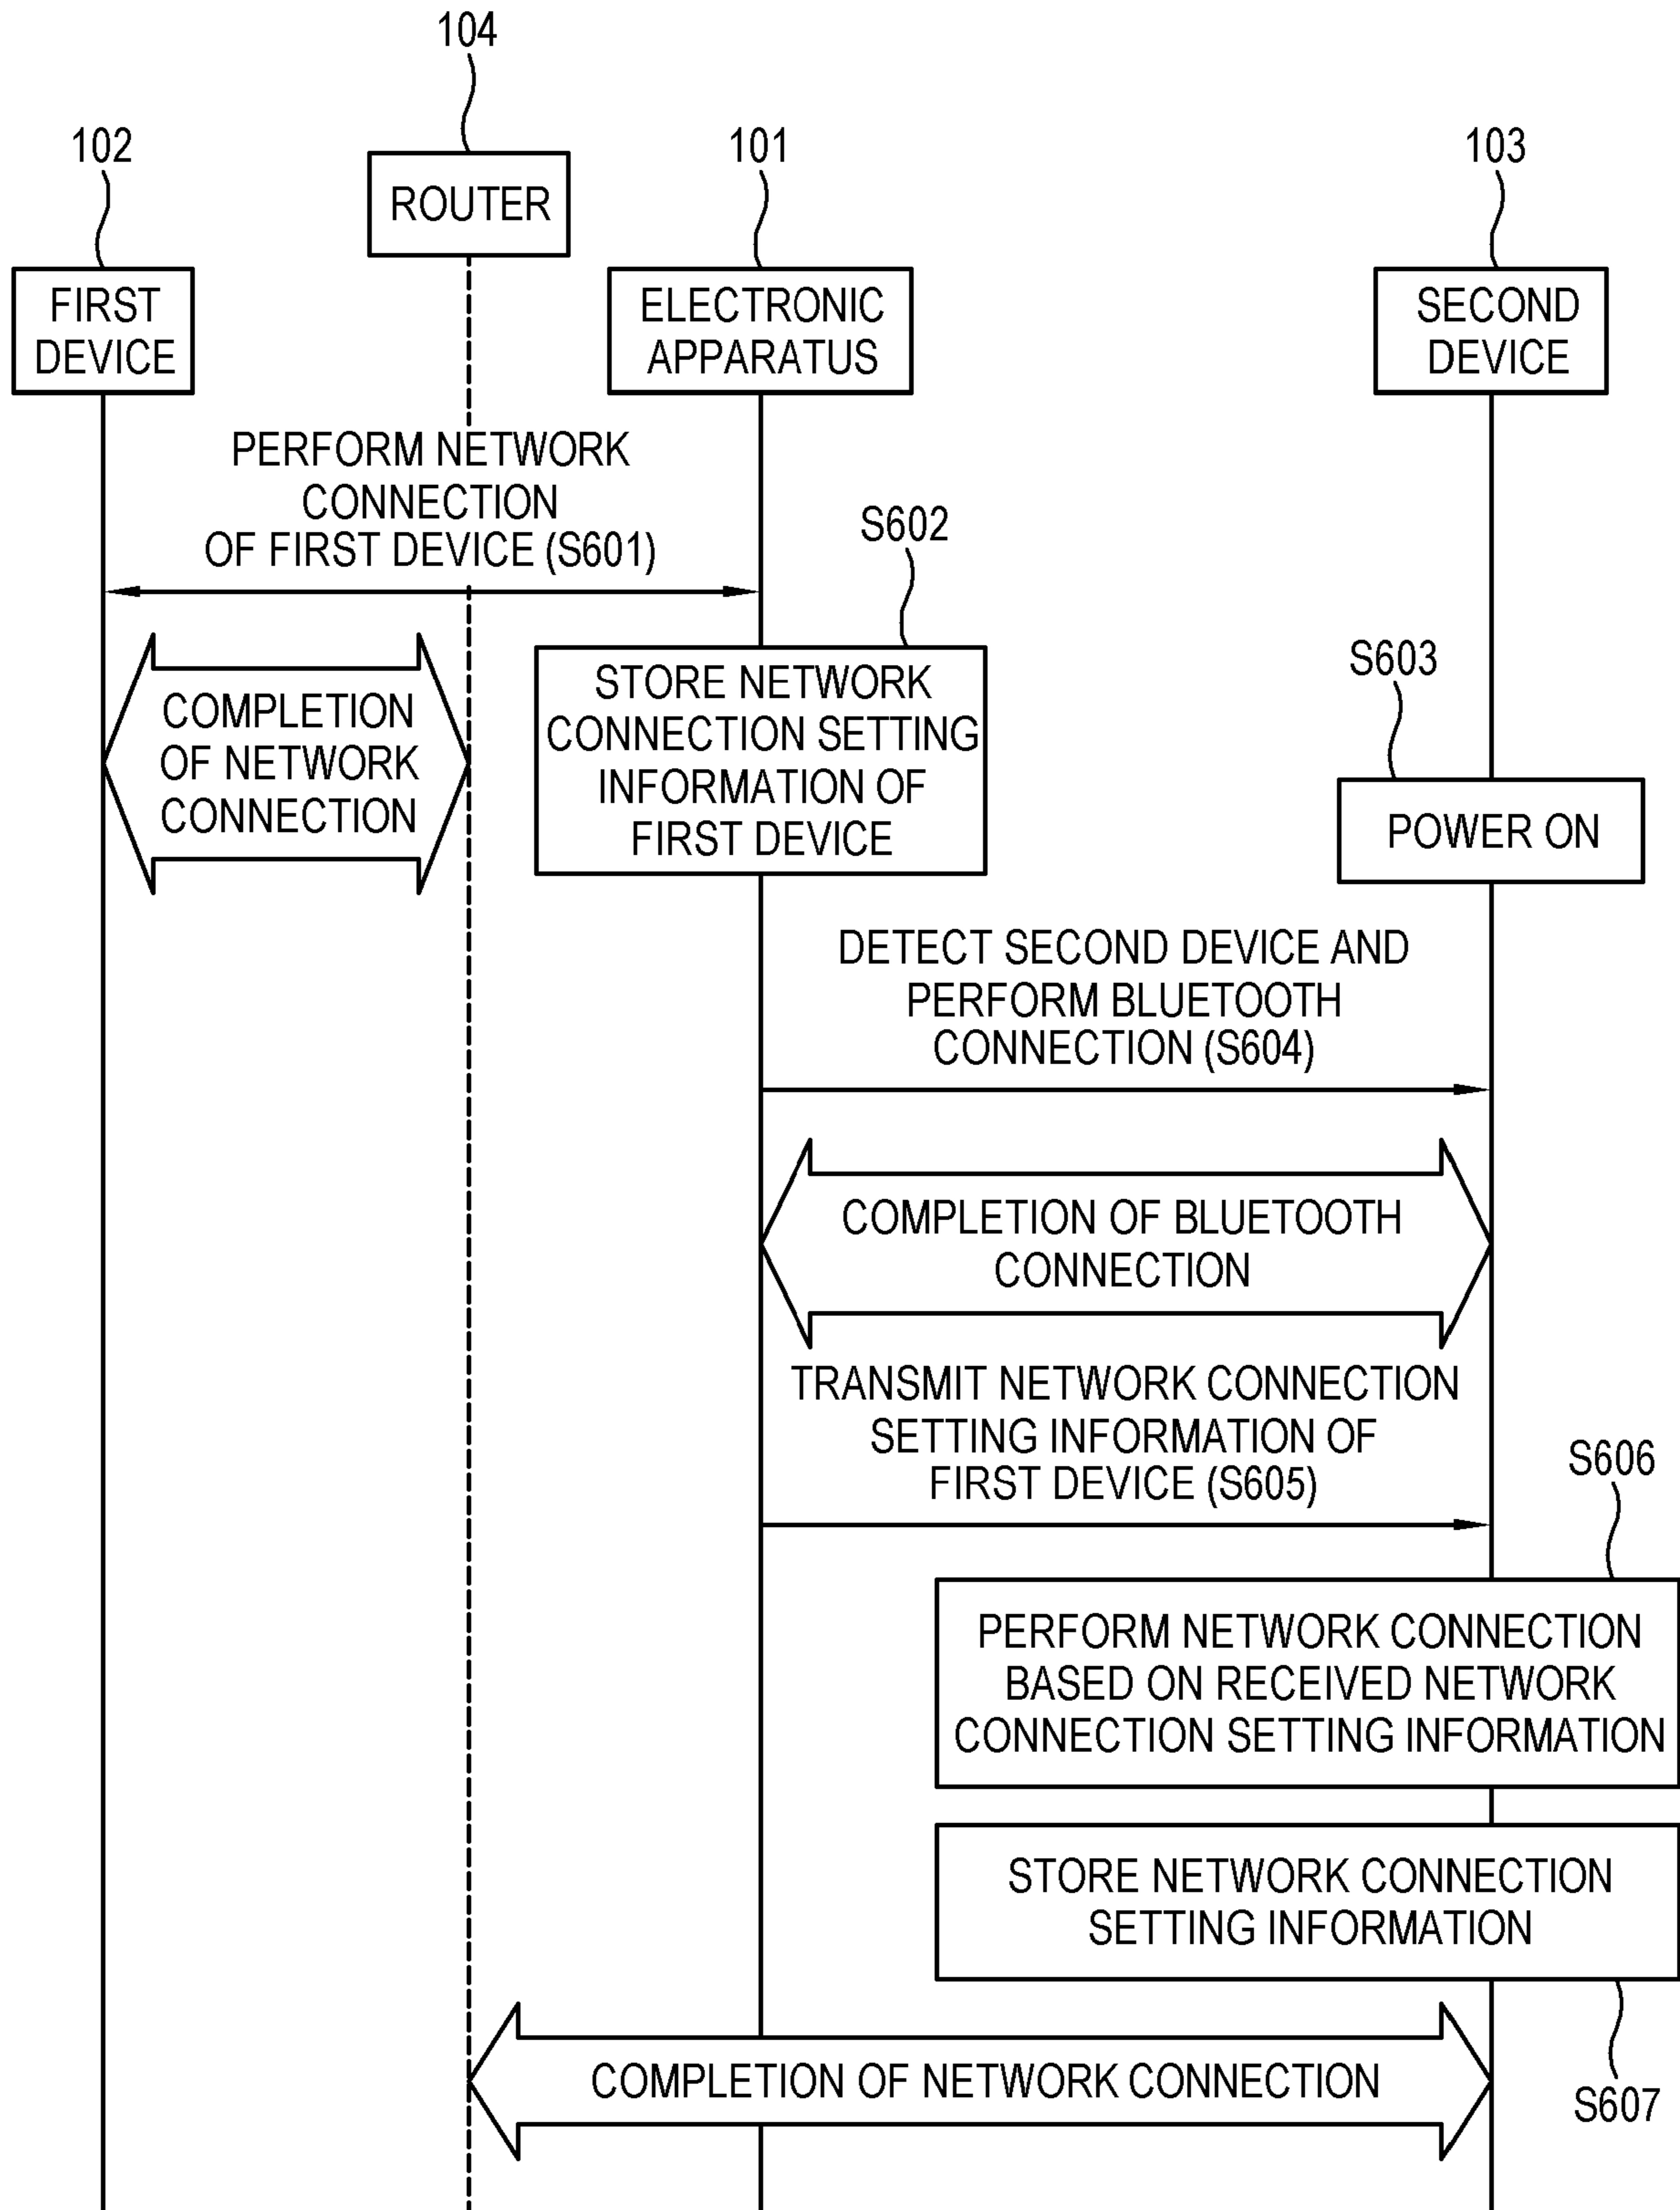 104
102
101
103
ROUTER
FIRST
DEVICE
ELECTRONIC
APPARATUS
SECOND
DEVICE
PERFORM NETWORK
CONNECTION
OF FIRST DEVICE (S601)
S602
COMPLETION
OF NETWORK
CONNECTION
STORE NETWORK
CONNECTION SETTING
INFORMATION OF
FIRST DEVICE
S603
POWER ON
DETECT SECOND DEVICE AND
PERFORM BLUETOOTH
CONNECTION (S604)
COMPLETION OF BLUETOOTH
CONNECTION
TRANSMIT NETWORK CONNECTION
SETTING INFORMATION OF
FIRST DEVICE (S605)
S606
PERFORM NETWORK CONNECTION
BASED ON RECEIVED NETWORK
CONNECTION SETTING INFORMATION
STORE NETWORK CONNECTION
SETTING INFORMATION
COMPLETION OF NETWORK CONNECTION
S607